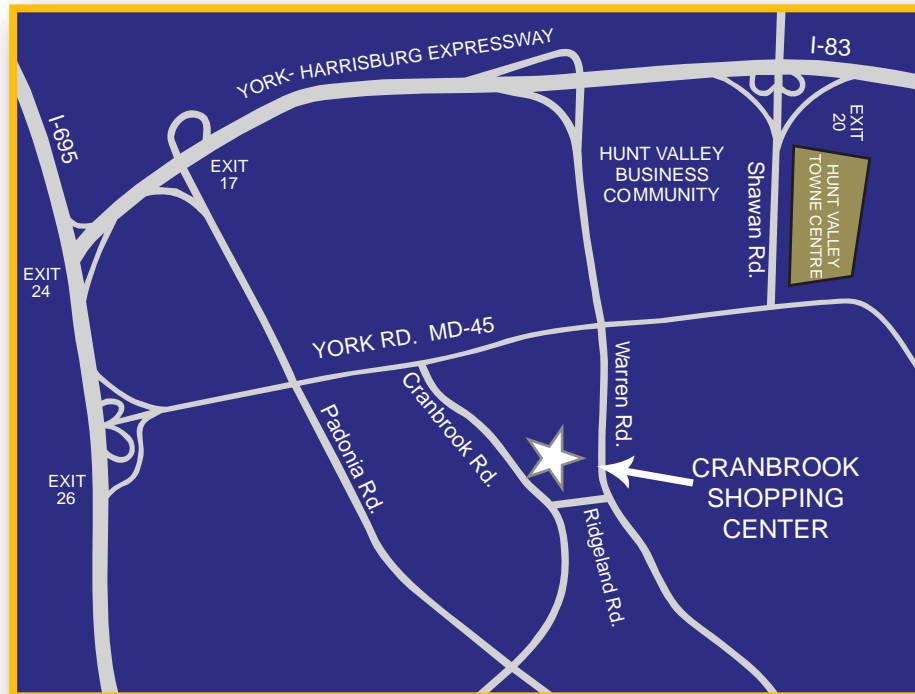 I-83
YORK- HARRISBURG EXPRESSWAY
I-695
EXIT
20
EXIT
17
HUNT VALLEY
BUSINESS
COMMUNITY
Shawan Rd.
HUNT VALLEY
TOWNE CENTRE
EXIT
24
YORK RD.  MD-45
Warren Rd.
Cranbrook Rd.
Padonia Rd.
CRANBROOK
SHOPPING
CENTER
EXIT
26
Ridgeland Rd.